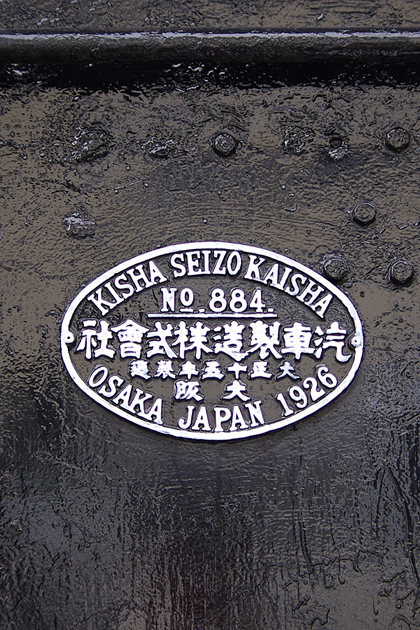 KISHA SEIZO KAISHA
No. 884.
社會式株造製車汽
造製年五十正大
阪大
OSAKA JAPAN 1926